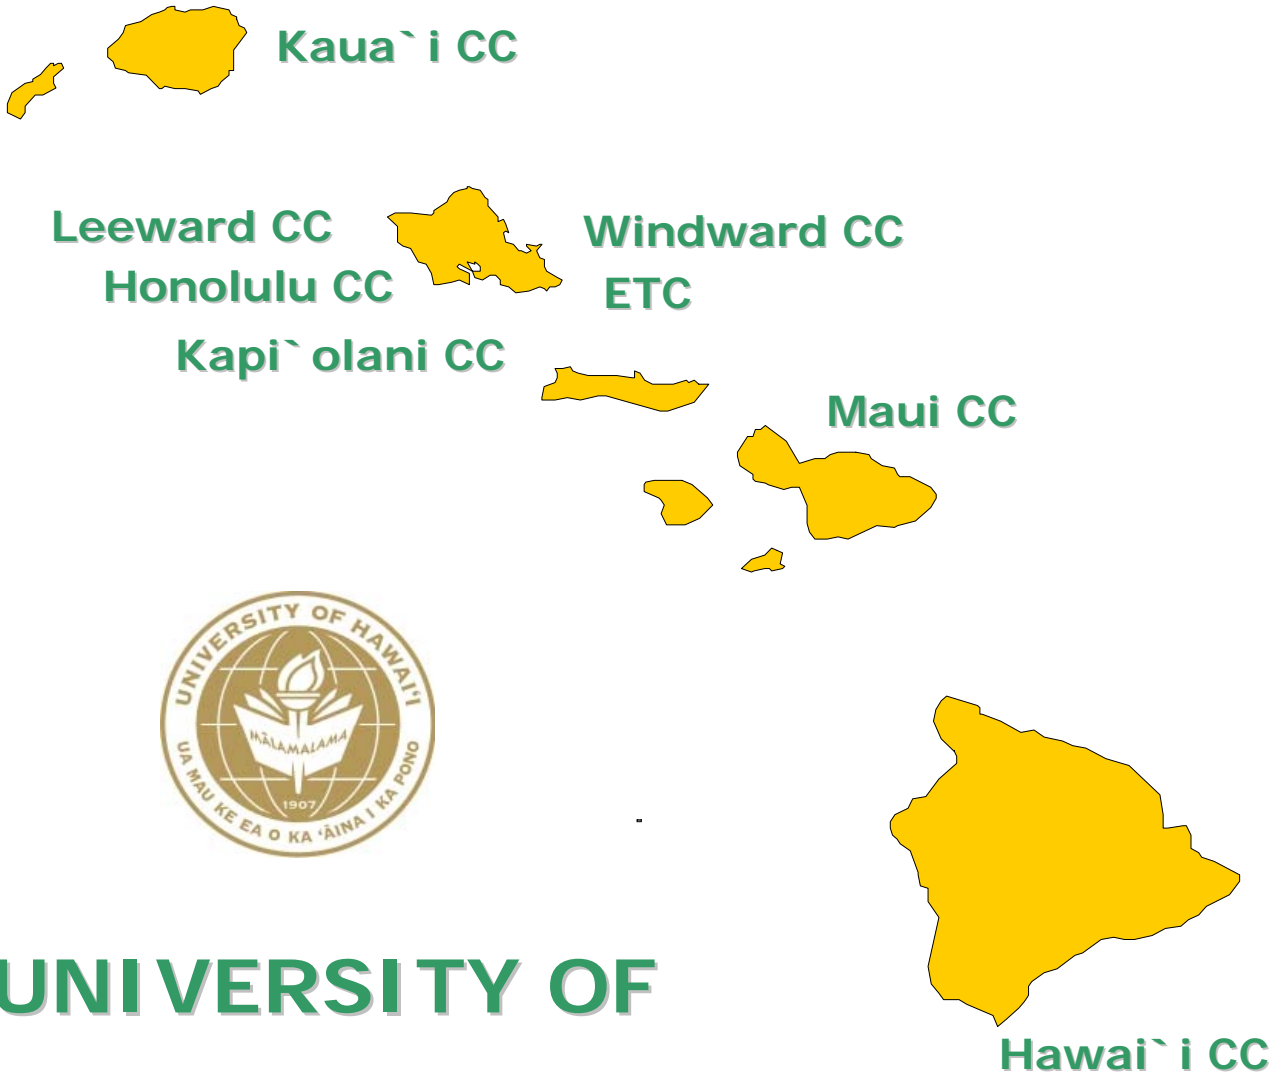 Kaua`i CC
Leeward CC
Windward CC
Honolulu CC
ETC
Kapi`olani CC
Maui CC
UNIVERSITY OF HAWAI‘I
MĀLAMALAMA
1907
UA MAU KE EA O KA ‘ĀINA I KA PONO
UNIVERSITY OF
Hawai`i CC